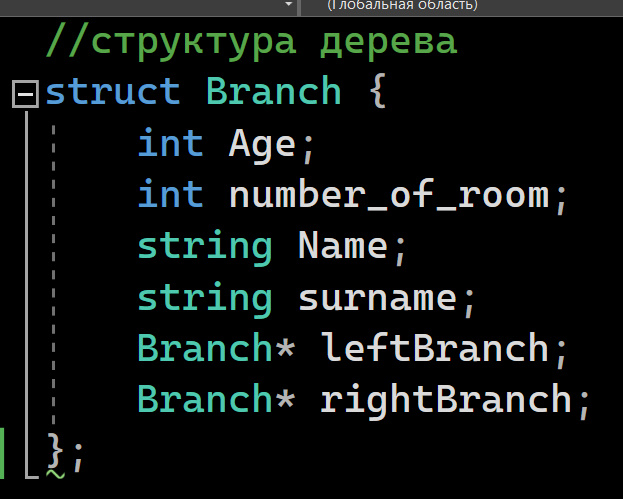 (Глобальная область)
//структура дерева
struct Branch {
int Age;
int number_of_room;
string Name;
string surname;
Branch* leftBranch;
Branch* rightBranch;
};